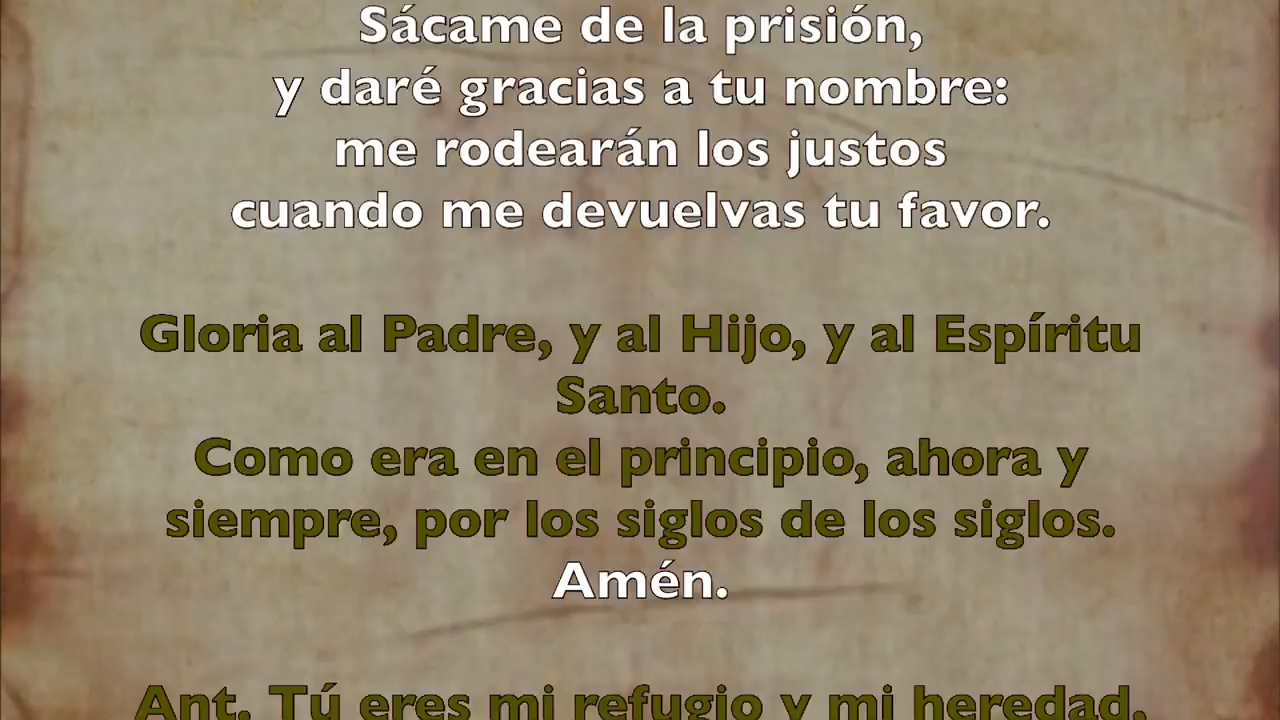 Sácame de la prisión,
y daré gracias a tu nombre:
me rodearán los justos
cuando me devuelvas tu favor.
Gloria al Padre, y al Hijo, y al Espíritu
Santo.
Como era en el principio, ahora y
siempre, por los siglos de los siglos.
Amén.
Ant. Tú eres mi refugio y mi heredad,